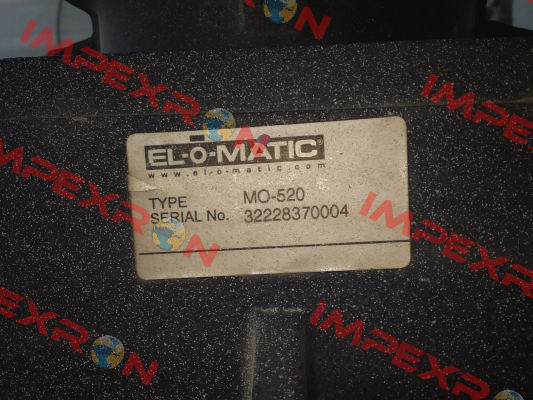 IMPEXRON
IMPEXRON
EL-O-MATIC
www.el-o-matic.com
TYPE MO-520
SERIAL No. 32228370004
IMPEXRON
IMPEXRON
IMPEXRON
IMPEXRON